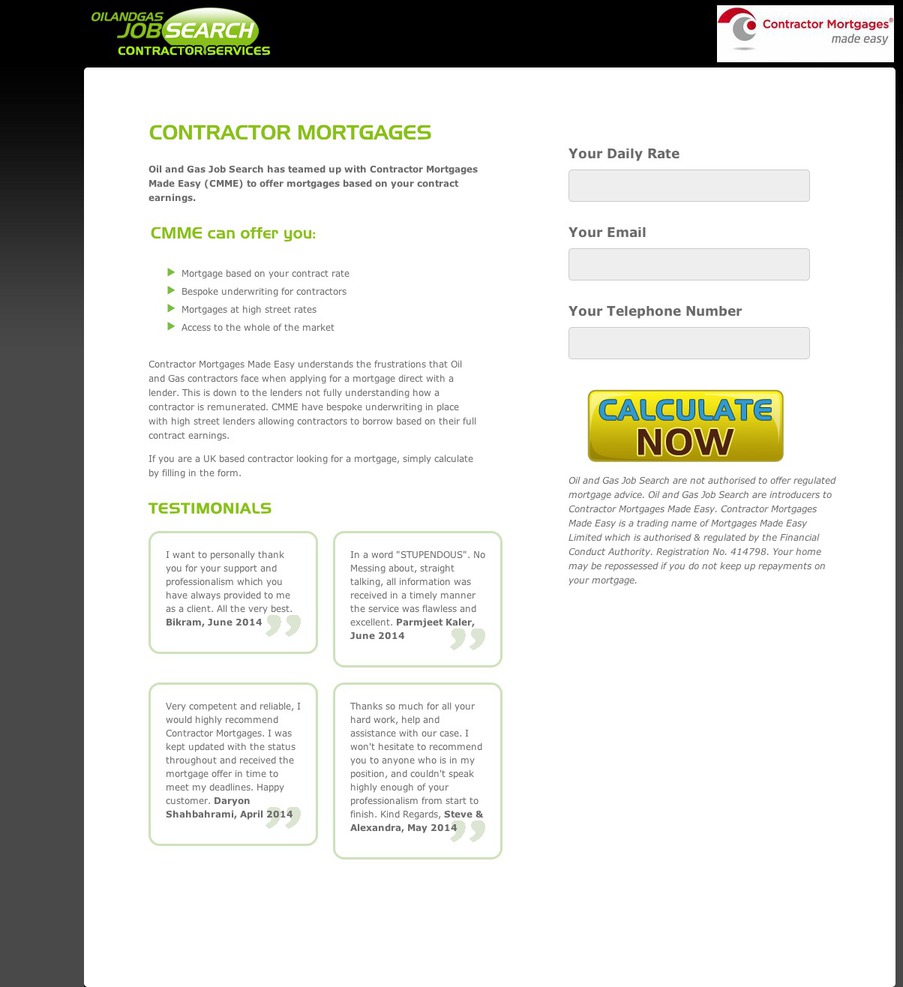 OILANDGAS
JOBSEARCH
CONTRACTOR SERVICES
Contractor Mortgages®
made easy
CONTRACTOR MORTGAGES
Oil and Gas Job Search has teamed up with Contractor Mortgages
Made Easy (CMME) to offer mortgages based on your contract
earnings.
CMME can offer you:
Mortgage based on your contract rate
Bespoke underwriting for contractors
Mortgages at high street rates
Access to the whole of the market
Contractor Mortgages Made Easy understands the frustrations that Oil
and Gas contractors face when applying for a mortgage direct with a
lender. This is down to the lenders not fully understanding how a
contractor is remunerated. CMME have bespoke underwriting in place
with high street lenders allowing contractors to borrow based on their full
contract earnings.
If you are a UK based contractor looking for a mortgage, simply calculate
by filling in the form.
TESTIMONIALS
I want to personally thank
you for your support and
professionalism which you
have always provided to me
as a client. All the very best.
Bikram, June 2014
In a word "STUPENDOUS". No
Messing about, straight
talking, all information was
received in a timely manner
the service was flawless and
excellent. Parmjeet Kaler,
June 2014
Very competent and reliable, I
would highly recommend
Contractor Mortgages. I was
kept updated with the status
throughout and received the
mortgage offer in time to
meet my deadlines. Happy
customer. Daryon
Shahbahrami, April 2014
Thanks so much for all your
hard work, help and
assistance with our case. I
won't hesitate to recommend
you to anyone who is in my
position, and couldn't speak
highly enough of your
professionalism from start to
finish. Kind Regards, Steve &
Alexandra, May 2014
Your Daily Rate
Your Email
Your Telephone Number
CALCULATE
NOW
Oil and Gas Job Search are not authorised to offer regulated
mortgage advice. Oil and Gas Job Search are introducers to
Contractor Mortgages Made Easy. Contractor Mortgages
Made Easy is a trading name of Mortgages Made Easy
Limited which is authorised & regulated by the Financial
Conduct Authority. Registration No. 414798. Your home
may be repossessed if you do not keep up repayments on
your mortgage.